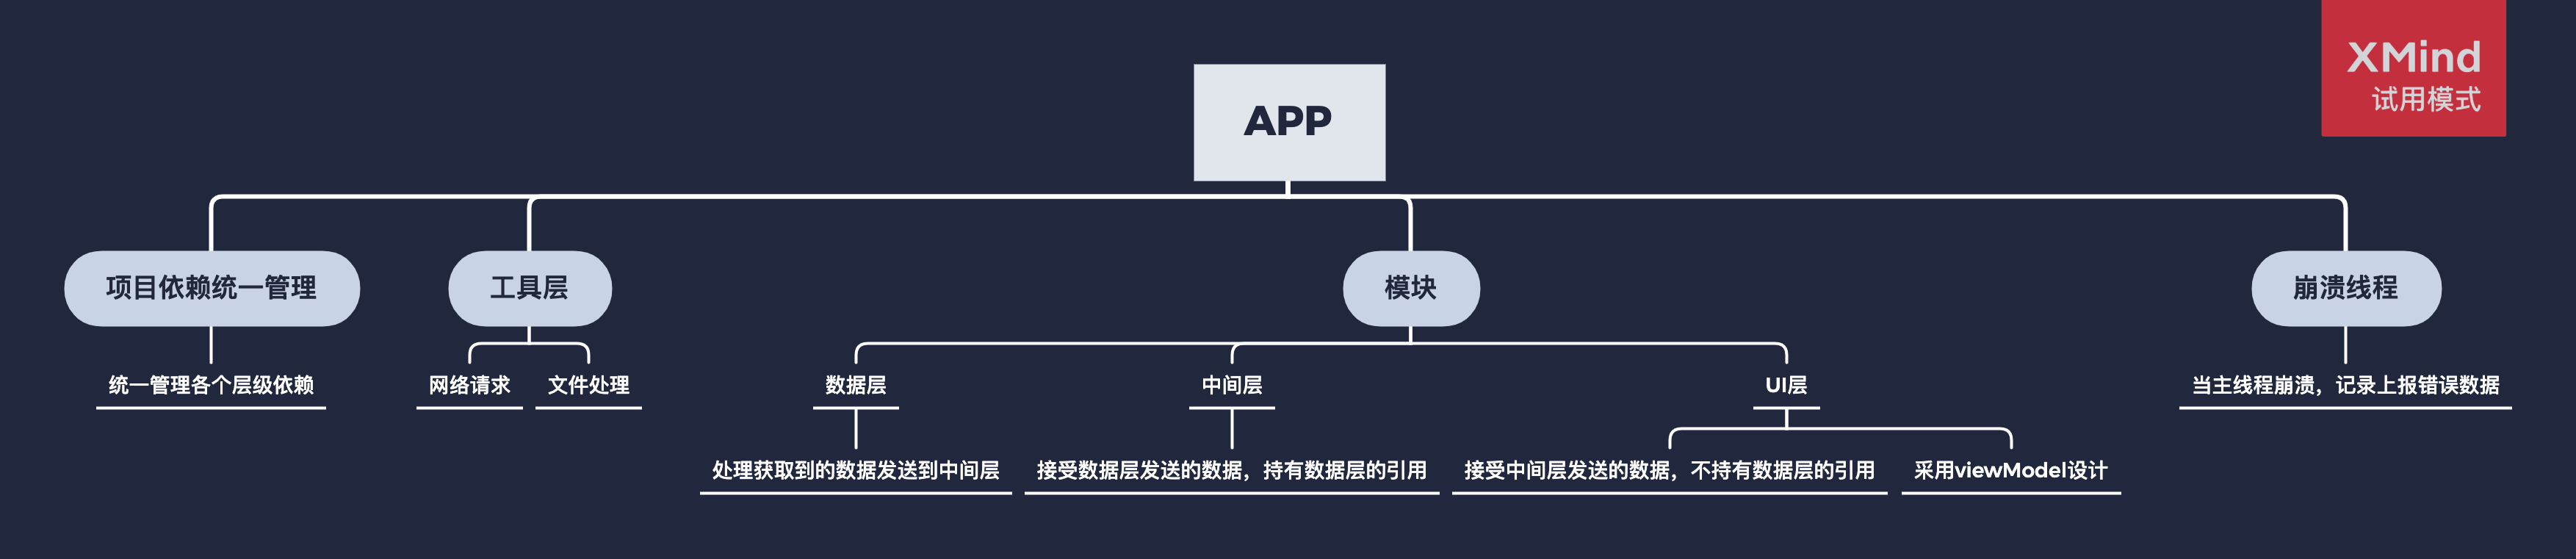 XMind
试用模式
APP
项目依赖统一管理
工具层
模块
崩溃线程
统一管理各个层级依赖
网络请求
文件处理
数据层
中间层
UI层
当主线程崩溃，记录上报错误数据
处理获取到的数据发送到中间层
接受数据层发送的数据，持有数据层的引用
接受中间层发送的数据，不持有数据层的引用
采用viewModel设计